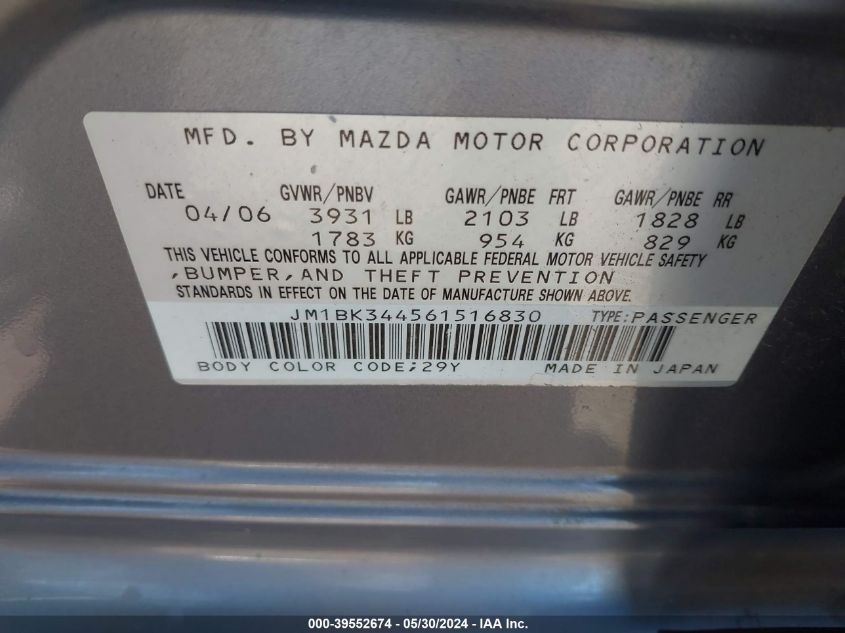 MFD. BY MAZDA MOTOR CORPORATION
DATE GVWR/PNBV GAWR/PNBE FRT GAWR/PNBE RR
04/06 3931 LB 2103 LB 1828 LB
1783 KG 954 KG 829 KG
THIS VEHICLE CONFORMS TO ALL APPLICABLE FEDERAL MOTOR VEHICLE SAFETY
,BUMPER,AND THEFT PREVENTION
STANDARDS IN EFFECT ON THE DATE OF MANUFACTURE SHOWN ABOVE.
JM1BK344561516830 TYPE:PASSENGER
BODY COLOR CODE;29Y MADE IN JAPAN
000-39552674 - 05/30/2024 - IAA Inc.